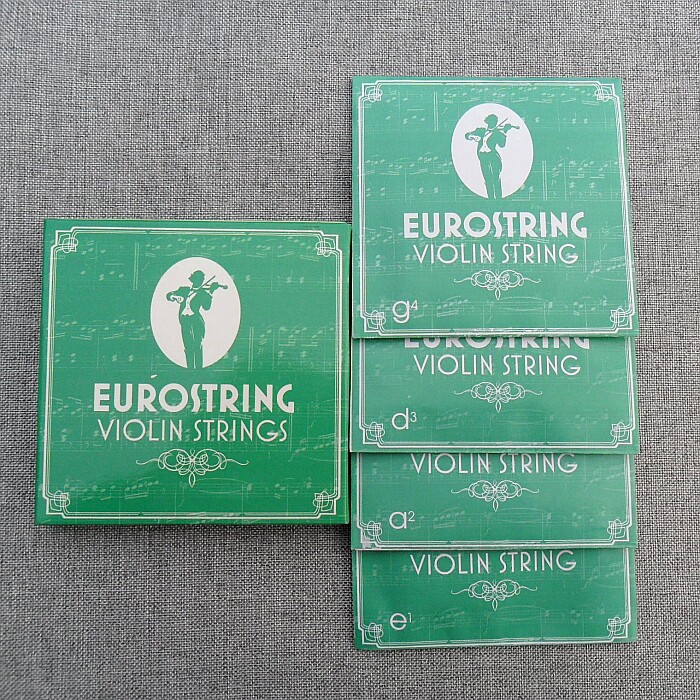 EUROSTRING
VIOLIN STRINGS
EUROSTRING
VIOLIN STRING
g4
EUROSTRING
VIOLIN STRING
d3
VIOLIN STRING
a2
VIOLIN STRING
e1